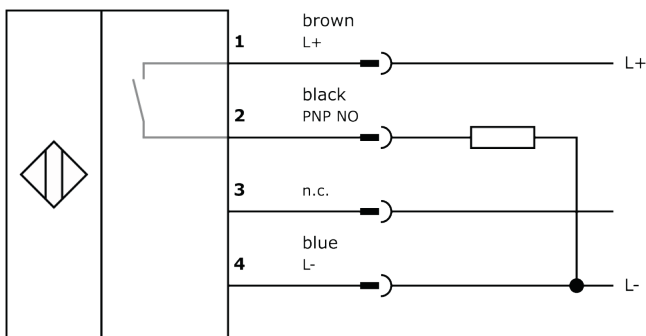 brown
1 L+ L+
black
2 PNP NO
3 n.c.
blue
4 L- L-